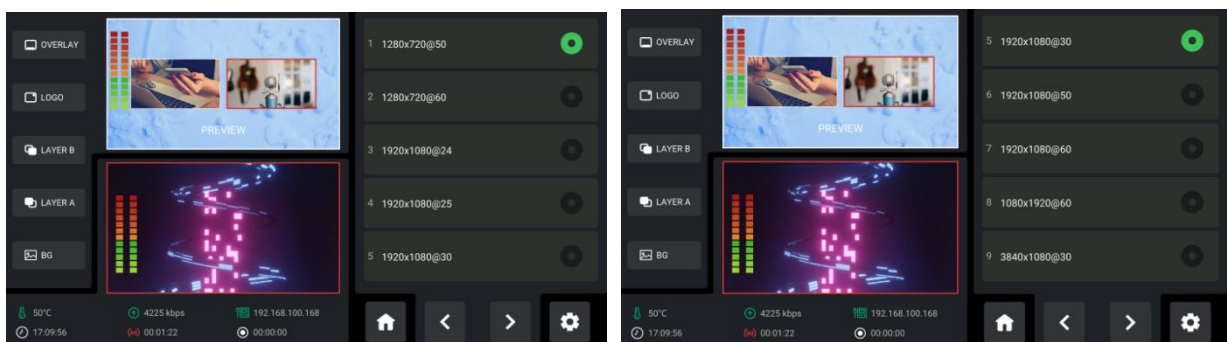 OVERLAY
LOGO
LAYER B
LAYER A
BG
PREVIEW
1 1280x720@50
2 1280x720@60
3 1920x1080@24
4 1920x1080@25
5 1920x1080@30
50°C
4225 kbps
192.168.100.168
17:09:56
00:01:22
00:00:00
OVERLAY
LOGO
LAYER B
LAYER A
BG
PREVIEW
5 1920x1080@30
6 1920x1080@50
7 1920x1080@60
8 1080x1920@60
9 3840x1080@30
50°C
4225 kbps
192.168.100.168
17:09:56
00:01:22
00:00:00